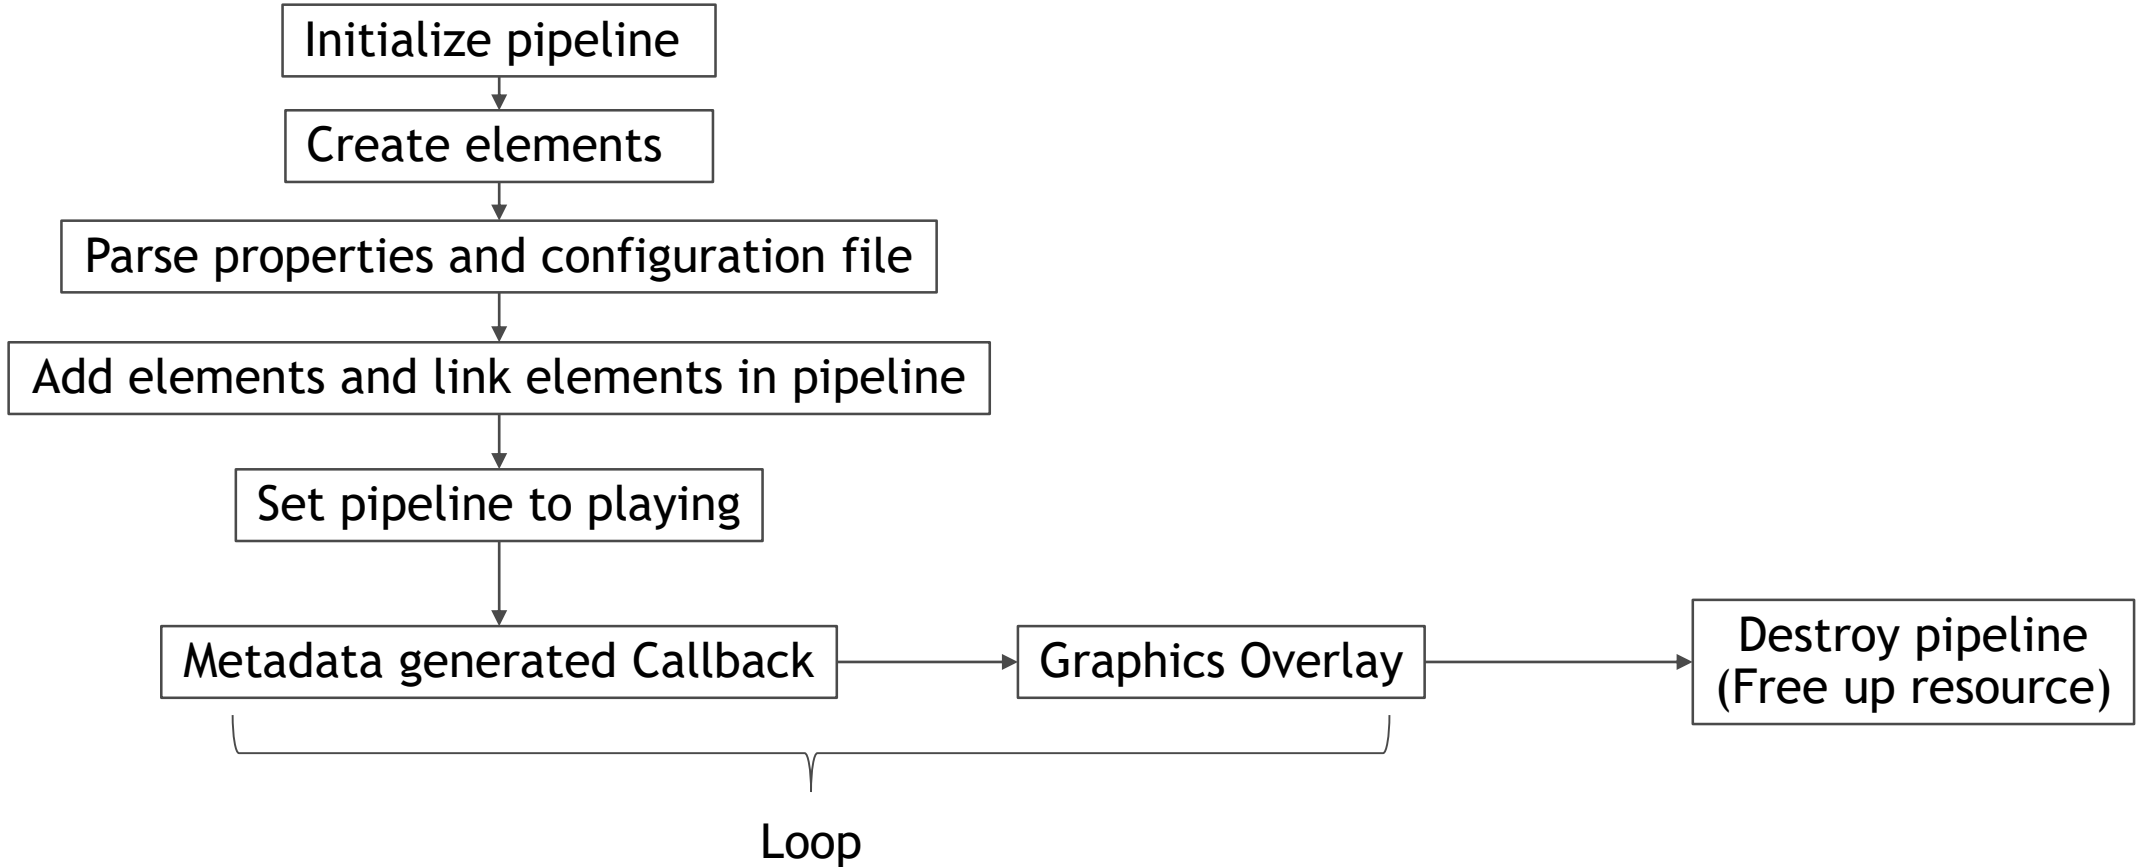 Initialize pipeline
Create elements
Parse properties and configuration file
Add elements and link elements in pipeline
Set pipeline to playing
Metadata generated Callback
Graphics Overlay
Destroy pipeline
(Free up resource)
Loop